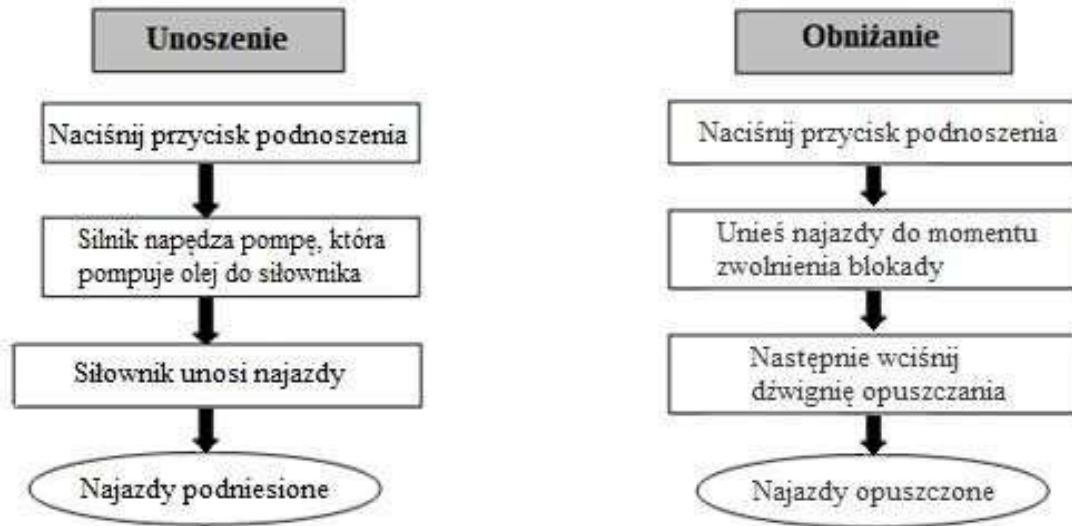 Unoszenie
Naciśnij przycisk podnoszenia
Silnik napędza pompę, która
pompuje olej do siłownika
Siłownik unosi najazdy
Najazdy podniesione
Obniżanie
Naciśnij przycisk podnoszenia
Unieś najazdy do momentu
zwolnienia blokady
Następnie wciśnij
dźwignię opuszczania
Najazdy opuszczone